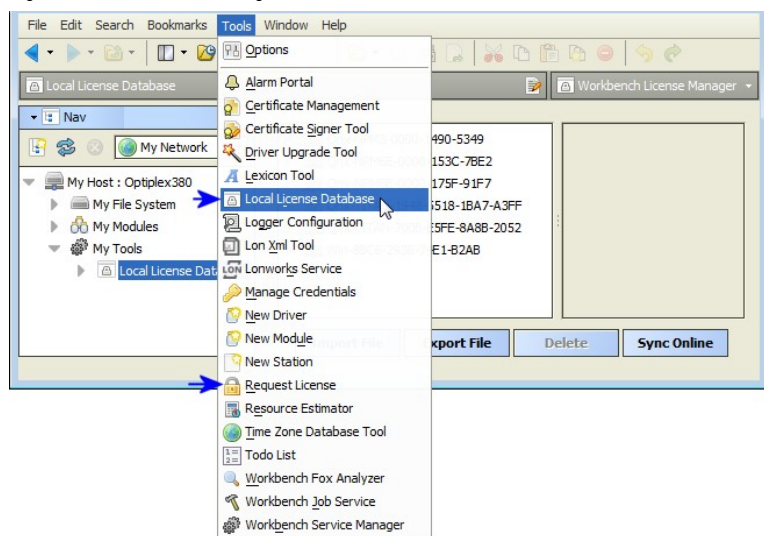 File Edit Search Bookmarks Tools Window Help
Options
Local License Database
Workbench License Manager
Alarm Portal
Nav
Certificate Management
Certificate Signer Tool
490-5349
My Network
Driver Upgrade Tool
153C-7BE2
Lexicon Tool
175F-91F7
My Host : Optiplex380
Local License Database
5518-1BA7-A3FF
My File System
Logger Configuration
E5FE-8A8B-2052
My Modules
Lon Xml Tool
E1-B2AB
My Tools
LON Lonworks Service
Local License Dat
Manage Credentials
New Driver
New Module
xport File
Delete
Sync Online
New Station
Request License
Resource Estimator
Time Zone Database Tool
Todo List
Workbench Fox Analyzer
Workbench Job Service
Workbench Service Manager